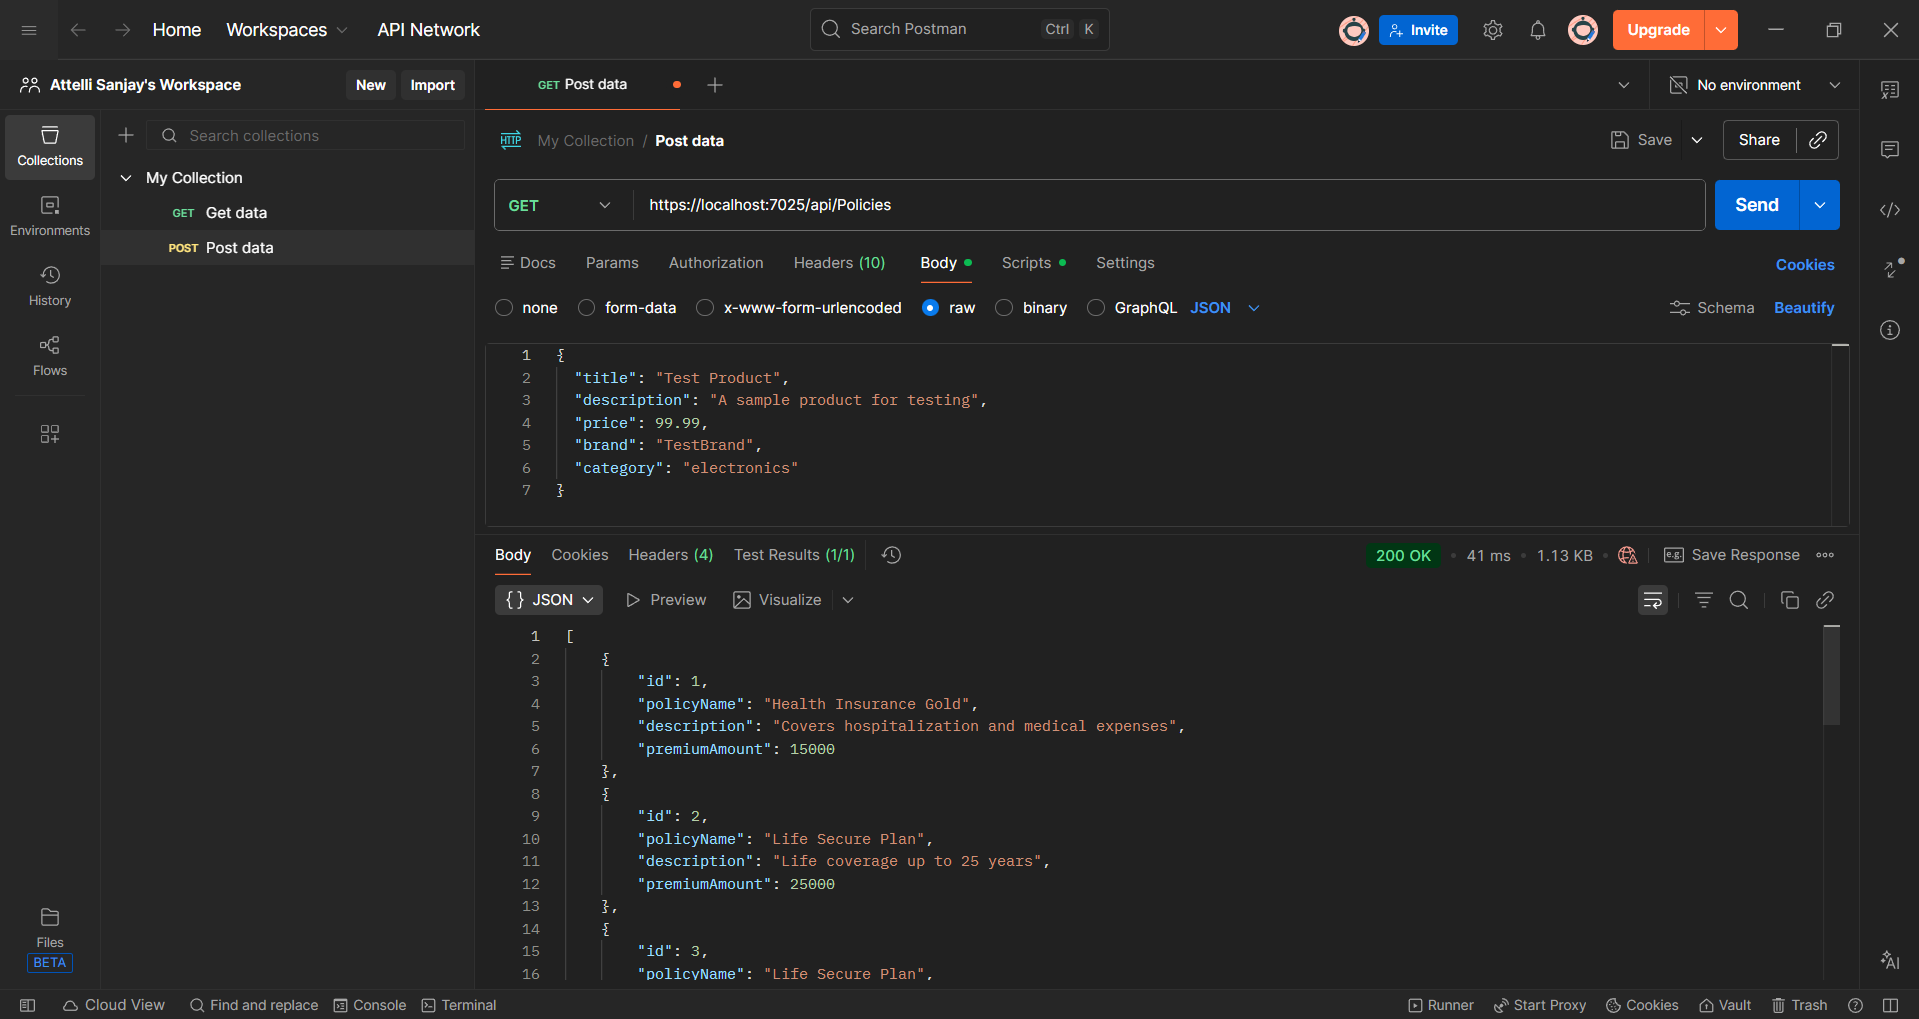 Home Workspaces API Network Search Postman Ctrl K Invite Upgrade
Attelli Sanjay's Workspace New Import
GET Post data No environment
Collections
Environments
History
Flows
Files
BETA
Search collections
My Collection
GET Get data
POST Post data
HTTP My Collection / Post data Save Share
GET https://localhost:7025/api/Policies Send
Docs Params Authorization Headers (10) Body Scripts Settings Cookies
none form-data x-www-form-urlencoded raw binary GraphQL JSON Schema Beautify
1 {
2 "title": "Test Product",
3 "description": "A sample product for testing",
4 "price": 99.99,
5 "brand": "TestBrand",
6 "category": "electronics"
7 }
Body Cookies Headers (4) Test Results (1/1) 200 OK • 41 ms • 1.13 KB • e.g. Save Response
{} JSON Preview Visualize
1 [
2 {
3 "id": 1,
4 "policyName": "Health Insurance Gold",
5 "description": "Covers hospitalization and medical expenses",
6 "premiumAmount": 15000
7 },
8 {
9 "id": 2,
10 "policyName": "Life Secure Plan",
11 "description": "Life coverage up to 25 years",
12 "premiumAmount": 25000
13 },
14 {
15 "id": 3,
16 "policyName": "Life Secure Plan",
AI
Cloud View Find and replace Console Terminal Runner Start Proxy Cookies Vault Trash